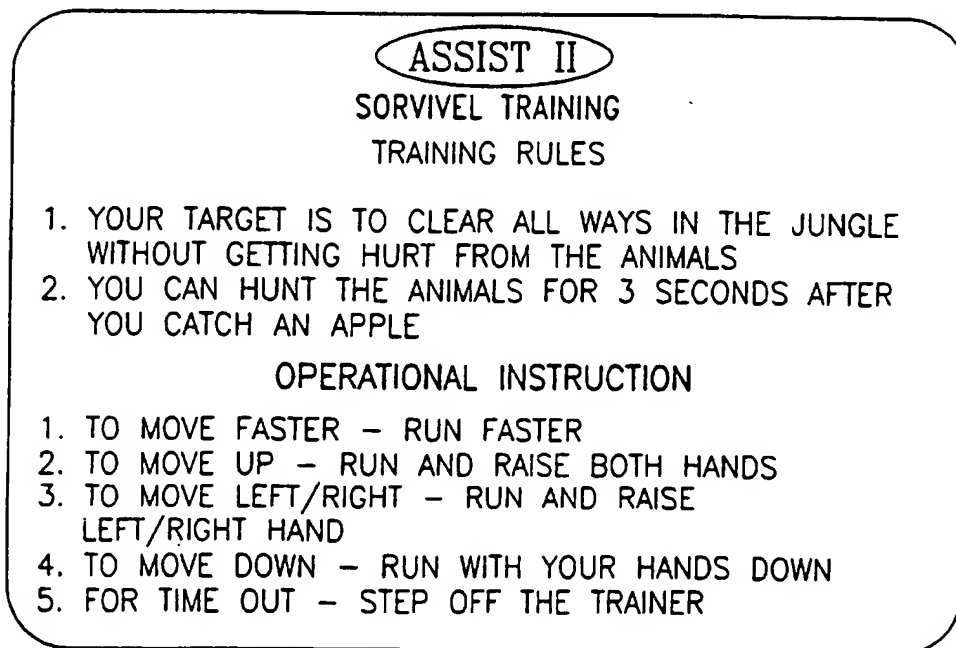 ASSIST II
SORVIVEL TRAINING
TRAINING RULES
1. YOUR TARGET IS TO CLEAR ALL WAYS IN THE JUNGLE
WITHOUT GETTING HURT FROM THE ANIMALS
2. YOU CAN HUNT THE ANIMALS FOR 3 SECONDS AFTER
YOU CATCH AN APPLE
OPERATIONAL INSTRUCTION
1. TO MOVE FASTER – RUN FASTER
2. TO MOVE UP – RUN AND RAISE BOTH HANDS
3. TO MOVE LEFT/RIGHT – RUN AND RAISE
LEFT/RIGHT HAND
4. TO MOVE DOWN – RUN WITH YOUR HANDS DOWN
5. FOR TIME OUT – STEP OFF THE TRAINER